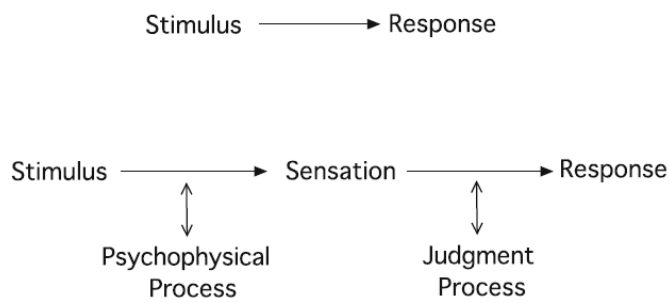 Stimulus Response
Stimulus Sensation Response
Psychophysical Judgment
Process Process